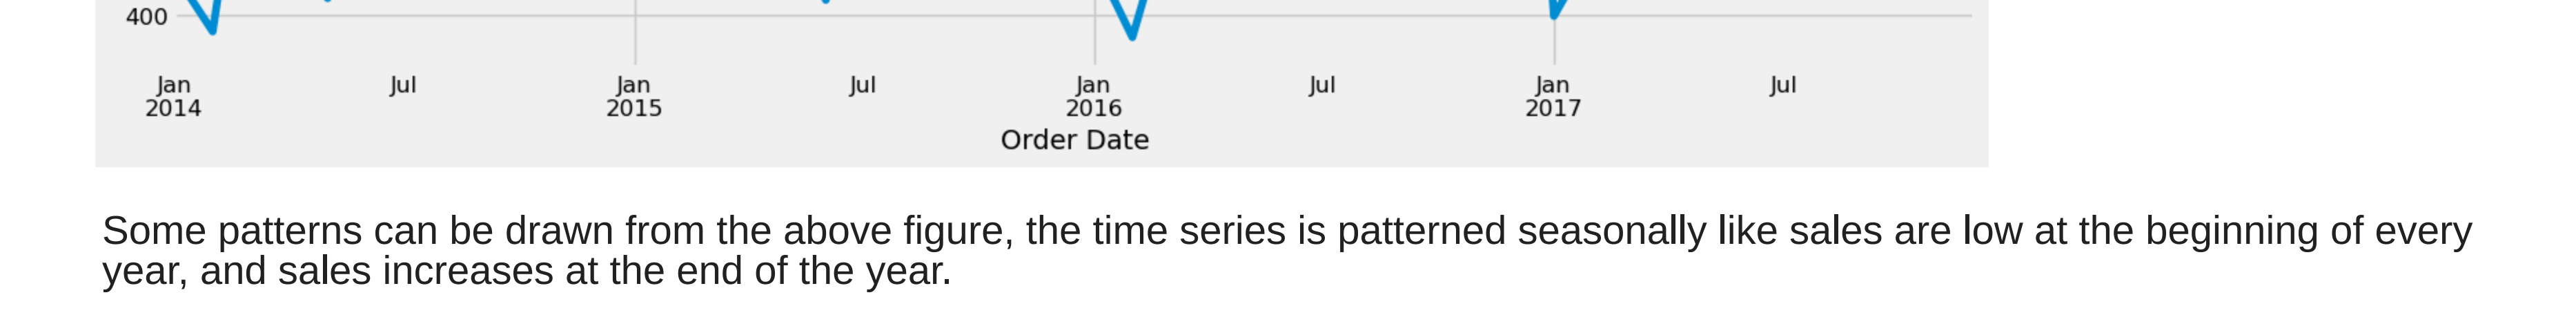 400
Jan Jul Jan Jul Jan Jul Jan Jul
2014 2015 2016 2017
Order Date
Some patterns can be drawn from the above figure, the time series is patterned seasonally like sales are low at the beginning of every
year, and sales increases at the end of the year.